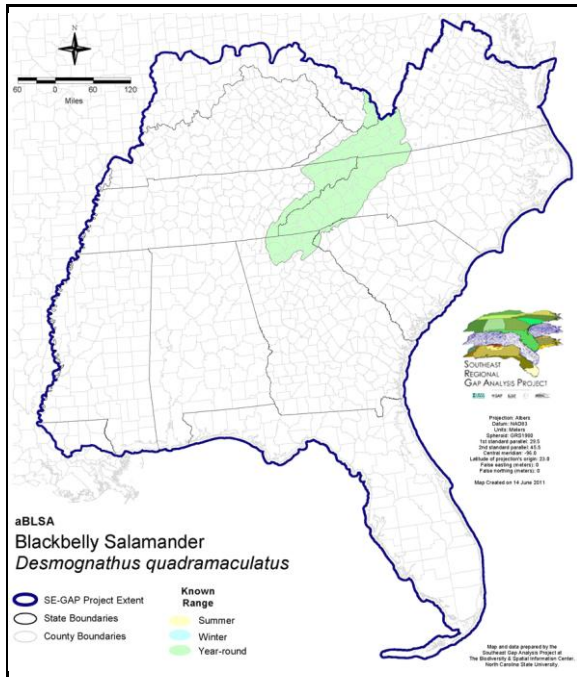 N
60 0 60 120
Miles
SOUTHEAST
REGIONAL
GAP ANALYSIS PROJECT
Projection: Albers
Datum: NAD83
Units: Meters
Spheroid: GRS1980
1st standard parallel: 29.5
2nd standard parallel: 45.5
Central meridian: -96.0
Latitude of projection's origin: 23.0
False easting (meters): 0
False northing (meters): 0
Map Created on 14 June 2011
aBLSA
Blackbelly Salamander
Desmognathus quadramaculatus
SE-GAP Project Extent
State Boundaries
County Boundaries
Known
Range
Summer
Winter
Year-round
Map and data prepared by the
Southeast Gap Analysis Project at
The Biodiversity & Spatial Information Center,
North Carolina State University.